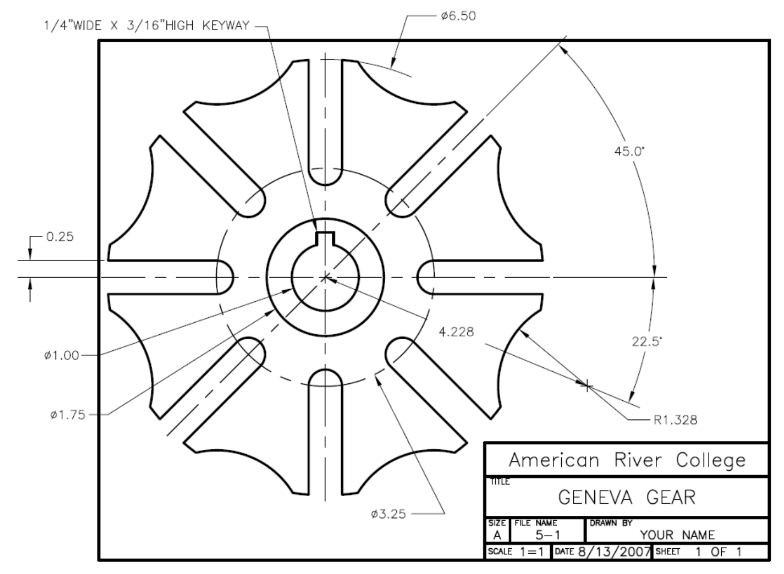 1/4"WIDE X 3/16"HIGH KEYWAY
ø6.50
45.0°
0.25
4.228
22.5°
ø1.00
ø1.75
R1.328
ø3.25
American River College
TITLE
GENEVA GEAR
SIZE FILE NAME DRAWN BY
A 5-1 YOUR NAME
SCALE 1=1 DATE 8/13/2007 SHEET 1 OF 1